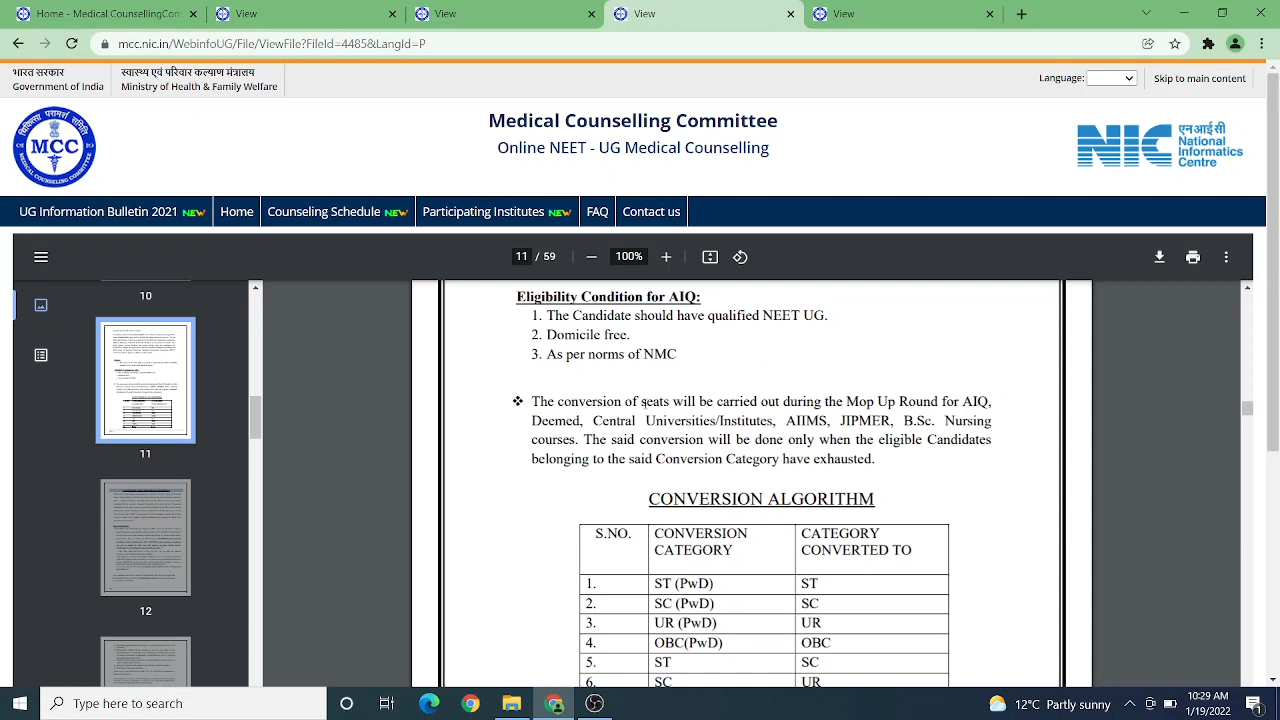 Home - Medical CounsellingCom
View
View
View
View
mcc.nic.in/WebinfoUG/File/ViewFile?FileId=4485&LangId=P
भारत सरकार
Government of India
स्वास्थ्य एवं परिवार कल्याण मंत्रालय
Ministry of Health & Family Welfare
Language:
Skip to main content
MCC
Medical Counselling Committee
Online NEET - UG Medical Counselling
NIC
एनआईसी
National
Informatics
Centre
UG Information Bulletin 2021 NEW
Home
Counseling Schedule NEW
Participating Institutes NEW
FAQ
Contact us
11 / 59
100%
10
11
12
Eligibility Condition for AIQ:
1. The Candidate should have qualified NEET UG.
2. Domicile free.
3. As per norms of NMC
❖ The conversion of seats will be carried out during the Mop Up Round for AIQ,
Deemed, Central Universities/Institutes, AIIMS, JIPMER, B.Sc. Nursing
courses. The said conversion will be done only when the eligible Candidates
belonging to the said Conversion Category have exhausted.
CONVERSION ALGORITHM
S.NO. CONVERSION CATEGORY CATEGORY CONVERTED TO
1. ST (PwD) ST
2. SC (PwD) SC
3. UR (PwD) UR
4. OBC(PwD) OBC
5. ST SC
6. SC UR
Type here to search
12°C Partly sunny
10:29 AM
1/19/2022